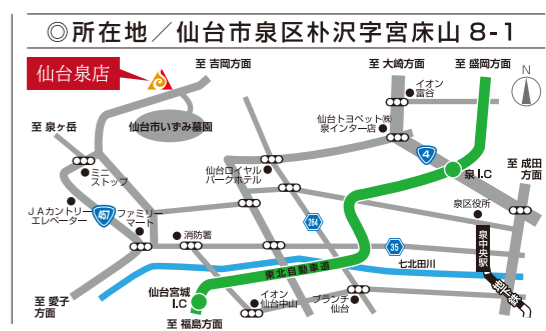 ◎所在地／仙台市泉区朴沢字宮床山8-1
仙台泉店
至 吉岡方面
至 大崎方面
至 盛岡方面
N
イオン
富谷
至 泉ヶ岳
仙台市いずみ墓園
仙台トヨペット㈱
泉インター店
4
ミニ
ストップ
仙台ロイヤル
パークホテル
泉I.C
至 成田
方面
JAカントリー
エレベーター
457
ファミリー
マート
消防署
264
35
泉区役所
泉中央駅
七北田川
東北自動車道
仙台宮城
I.C
イオン
仙台中山
ブランチ
仙台
至 愛子
方面
至 福島方面